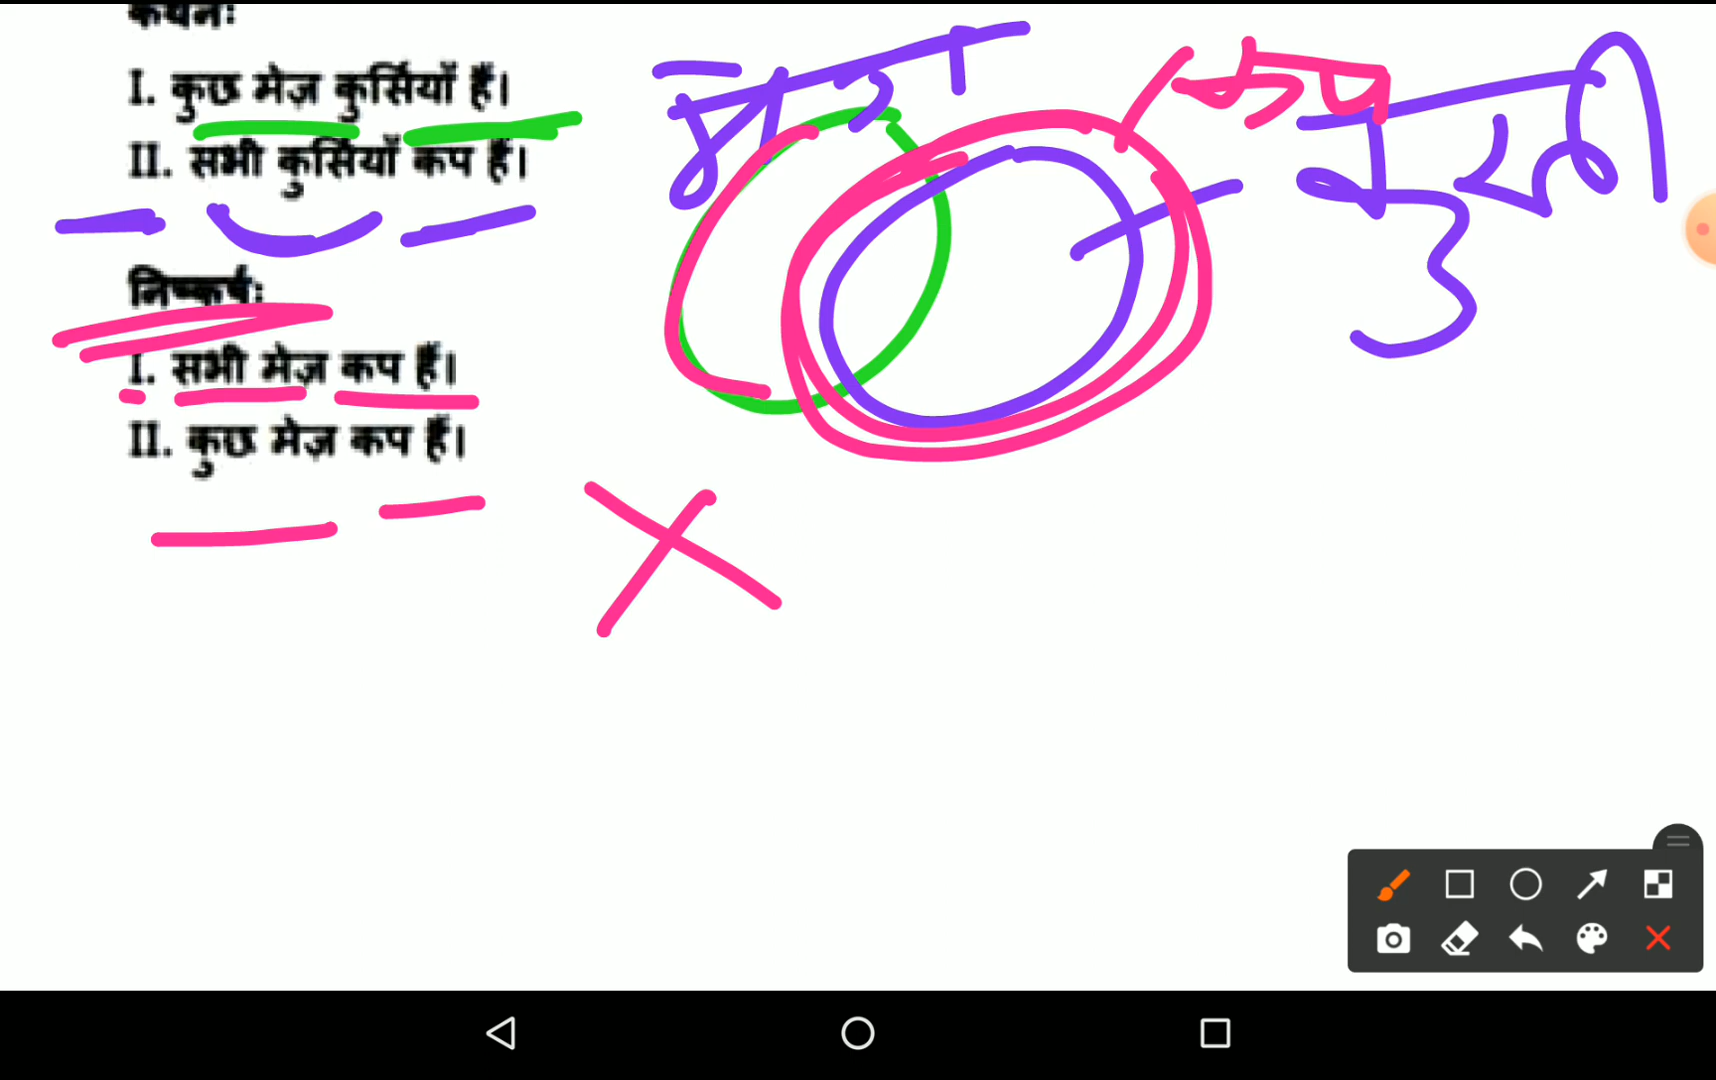 कथनः
I. कुछ मेज़ कुर्सियाँ हैं।
II. सभी कुर्सियाँ कप हैं।
निष्कर्षः
I. सभी मेज़ कप हैं।
II. कुछ मेज़ कप हैं।
कप